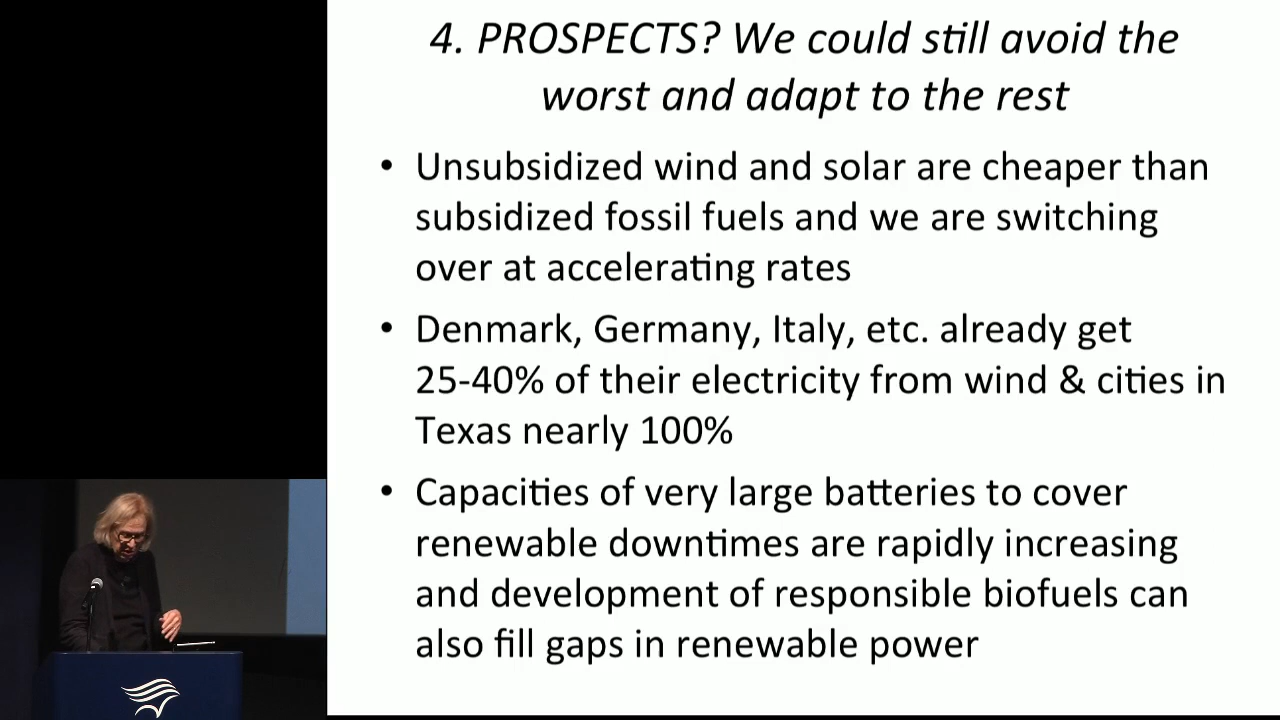 4. PROSPECTS? We could still avoid the
worst and adapt to the rest
• Unsubsidized wind and solar are cheaper than
subsidized fossil fuels and we are switching
over at accelerating rates
• Denmark, Germany, Italy, etc. already get
25-40% of their electricity from wind & cities in
Texas nearly 100%
• Capacities of very large batteries to cover
renewable downtimes are rapidly increasing
and development of responsible biofuels can
also fill gaps in renewable power